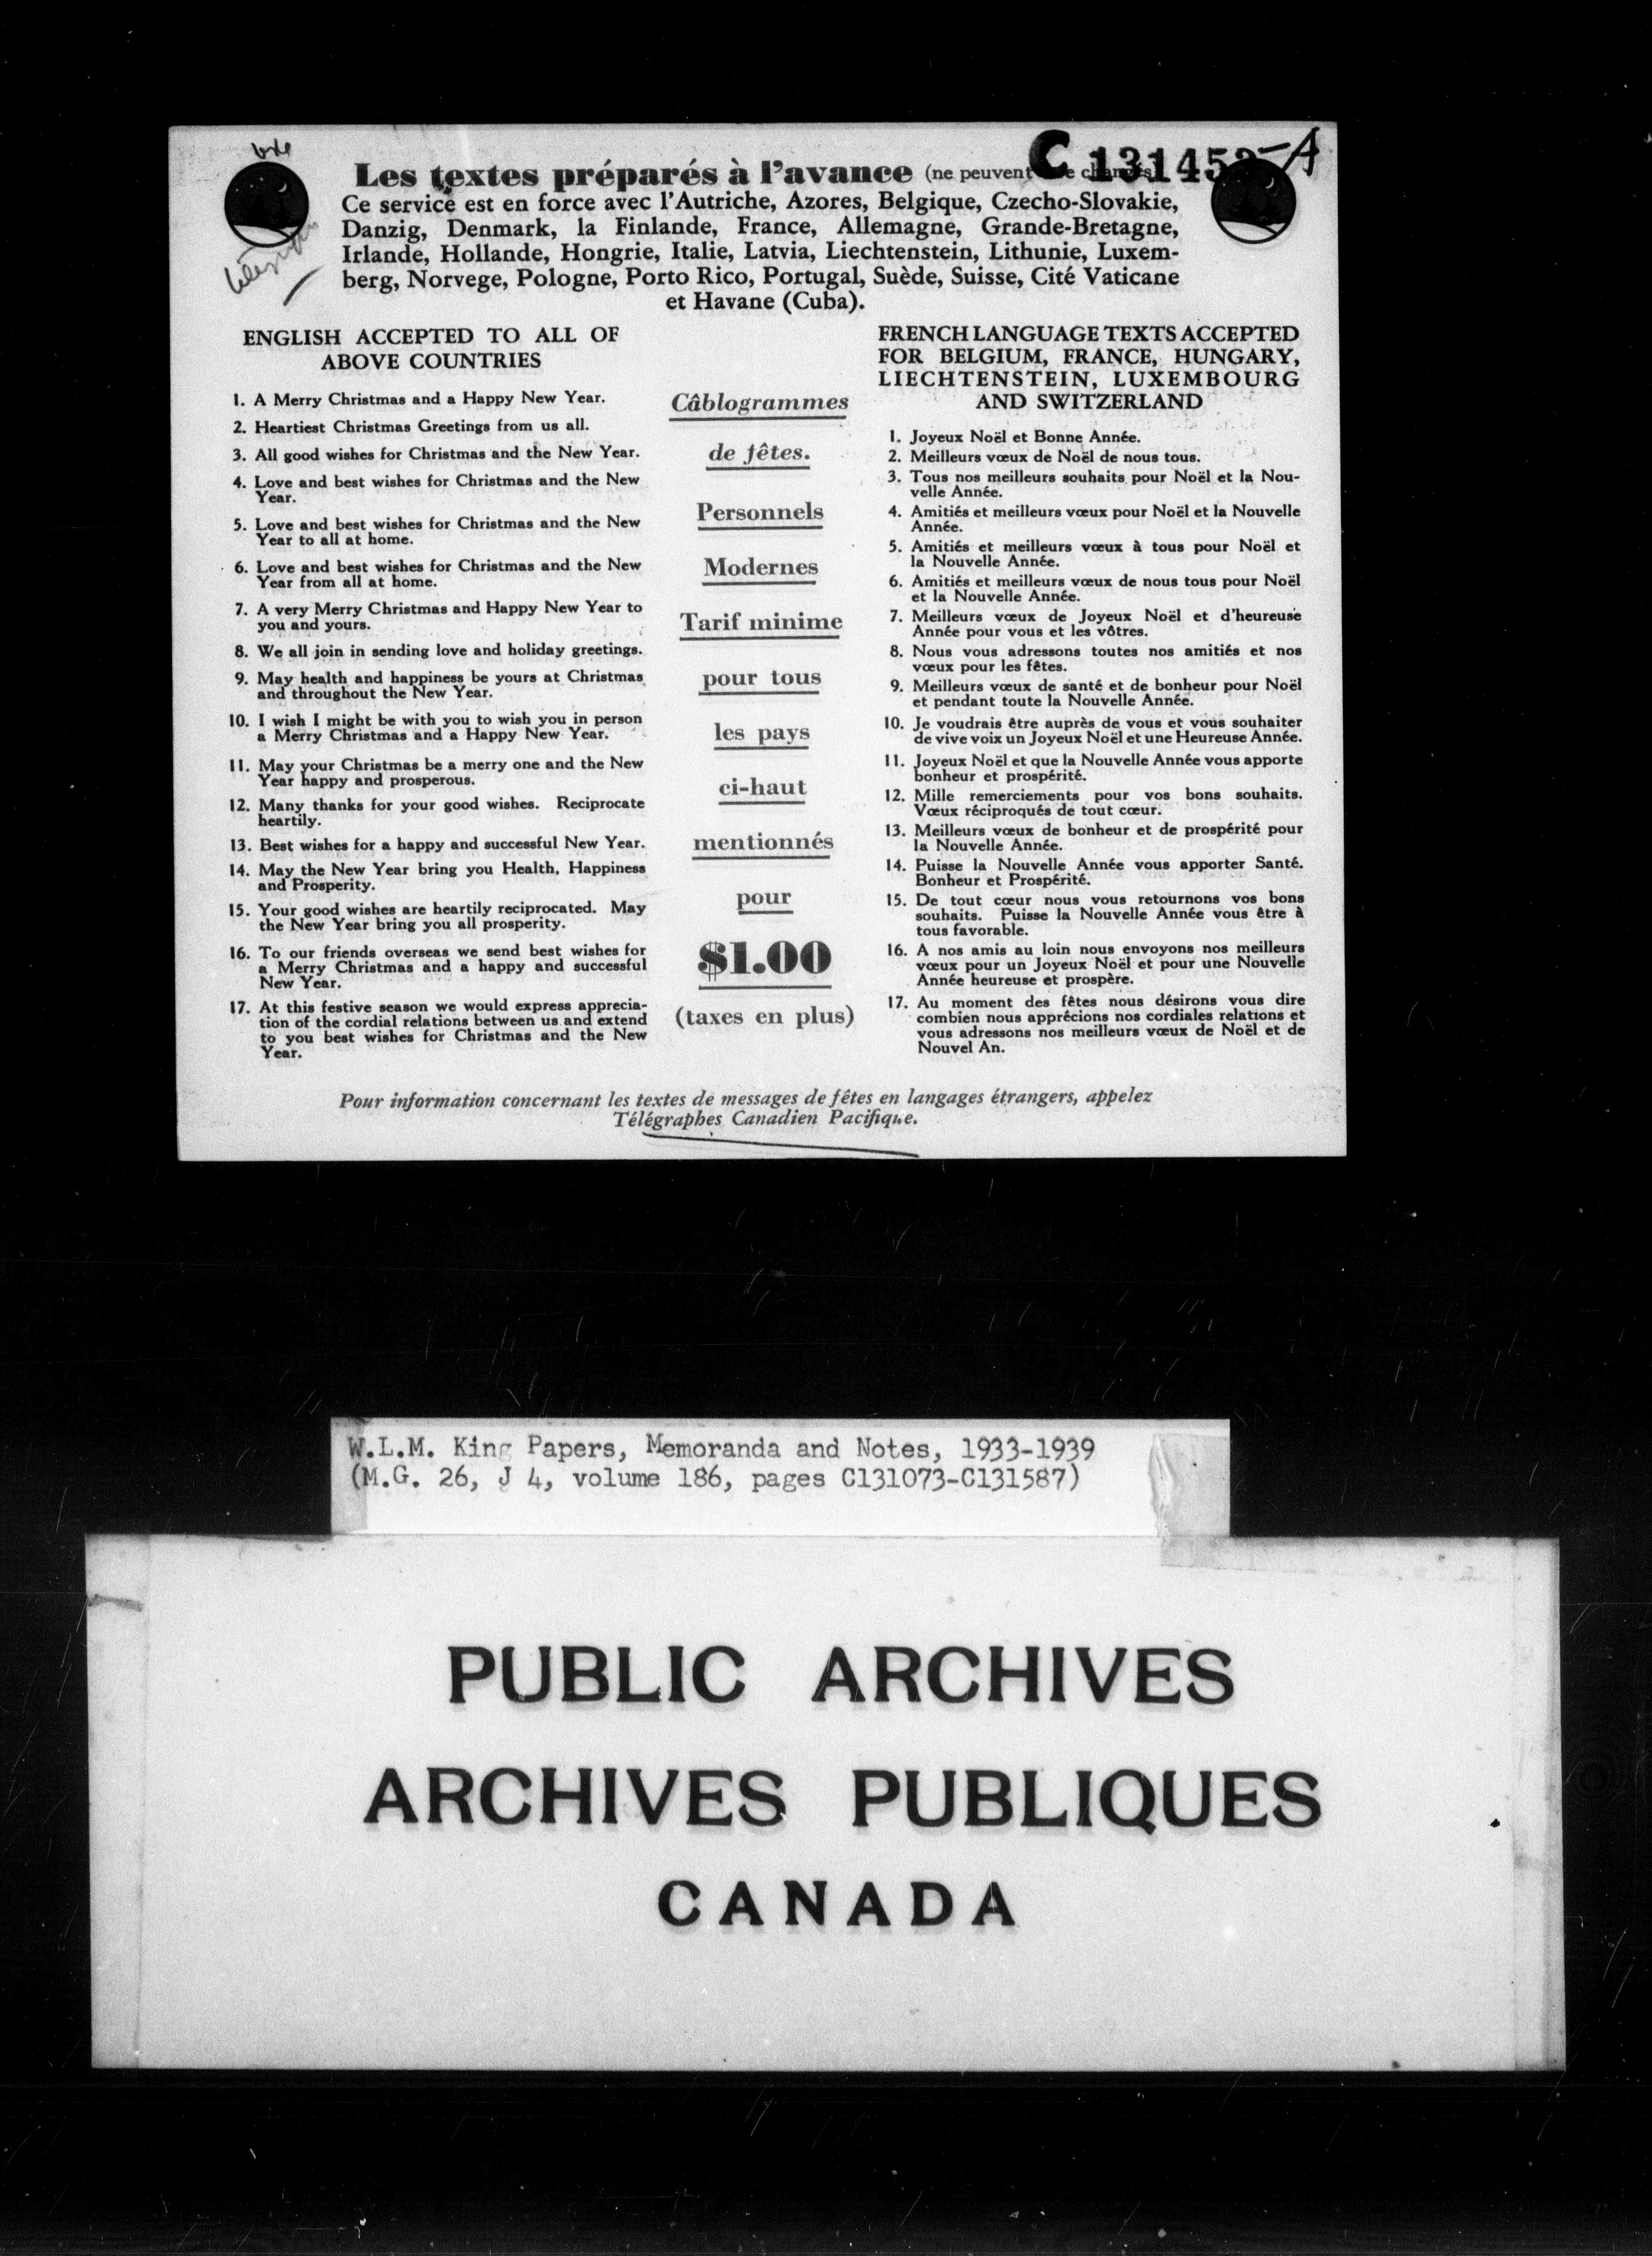 Les textes préparés à l'avance (ne peuvent
C 131452-A
Ce service est en force avec l'Autriche, Azores, Belgique, Czecho-Slovakie,
Danzig, Denmark, la Finlande, France, Allemagne, Grande-Bretagne,
Irlande, Hollande, Hongrie, Italie, Latvia, Liechtenstein, Lithunie, Luxem-
berg, Norvege, Pologne, Porto Rico, Portugal, Suède, Suisse, Cité Vaticane
et Havane (Cuba).
ENGLISH ACCEPTED TO ALL OF
ABOVE COUNTRIES
1. A Merry Christmas and a Happy New Year.
2. Heartiest Christmas Greetings from us all.
3. All good wishes for Christmas and the New Year.
4. Love and best wishes for Christmas and the New
Year.
5. Love and best wishes for Christmas and the New
Year to all at home.
6. Love and best wishes for Christmas and the New
Year from all at home.
7. A very Merry Christmas and Happy New Year to
you and yours.
8. We all join in sending love and holiday greetings.
9. May health and happiness be yours at Christmas
and throughout the New Year.
10. I wish I might be with you to wish you in person
a Merry Christmas and a Happy New Year.
11. May your Christmas be a merry one and the New
Year happy and prosperous.
12. Many thanks for your good wishes. Reciprocate
heartily.
13. Best wishes for a happy and successful New Year.
14. May the New Year bring you Health, Happiness
and Prosperity.
15. Your good wishes are heartily reciprocated. May
the New Year bring you all prosperity.
16. To our friends overseas we send best wishes for
a Merry Christmas and a happy and successful
New Year.
17. At this festive season we would express apprecia-
tion of the cordial relations between us and extend
to you best wishes for Christmas and the New
Year.
Câblogrammes
de fêtes.
Personnels
Modernes
Tarif minime
pour tous
les pays
ci-haut
mentionnés
pour
$1.00
(taxes en plus)
FRENCH LANGUAGE TEXTS ACCEPTED
FOR BELGIUM, FRANCE, HUNGARY,
LIECHTENSTEIN, LUXEMBOURG
AND SWITZERLAND
1. Joyeux Noël et Bonne Année.
2. Meilleurs vœux de Noël de nous tous.
3. Tous nos meilleurs souhaits pour Noël et la Nou-
velle Année.
4. Amitiés et meilleurs vœux pour Noël et la Nouvelle
Année.
5. Amitiés et meilleurs vœux à tous pour Noël et
la Nouvelle Année.
6. Amitiés et meilleurs vœux de nous tous pour Noël
et la Nouvelle Année.
7. Meilleurs vœux de Joyeux Noël et d'heureuse
Année pour vous et les vôtres.
8. Nous vous adressons toutes nos amitiés et nos
vœux pour les fêtes.
9. Meilleurs vœux de santé et de bonheur pour Noël
et pendant toute la Nouvelle Année.
10. Je voudrais être auprès de vous et vous souhaiter
de vive voix un Joyeux Noël et une Heureuse Année.
11. Joyeux Noël et que la Nouvelle Année vous apporte
bonheur et prospérité.
12. Mille remerciements pour vos bons souhaits.
Vœux réciproqués de tout cœur.
13. Meilleurs vœux de bonheur et de prospérité pour
la Nouvelle Année.
14. Puisse la Nouvelle Année vous apporter Santé.
Bonheur et Prospérité.
15. De tout cœur nous vous retournons vos bons
souhaits. Puisse la Nouvelle Année vous être à
tous favorable.
16. A nos amis au loin nous envoyons nos meilleurs
vœux pour un Joyeux Noël et pour une Nouvelle
Année heureuse et prospère.
17. Au moment des fêtes nous désirons vous dire
combien nous apprécions nos cordiales relations et
vous adressons nos meilleurs vœux de Noël et de
Nouvel An.
Pour information concernant les textes de messages de fêtes en langages étrangers, appelez
Télégraphes Canadien Pacifique.
W.L.M. King Papers, Memoranda and Notes, 1933-1939
(M.G. 26, J 4, volume 186, pages C131073-C131587)
PUBLIC ARCHIVES
ARCHIVES PUBLIQUES
CANADA